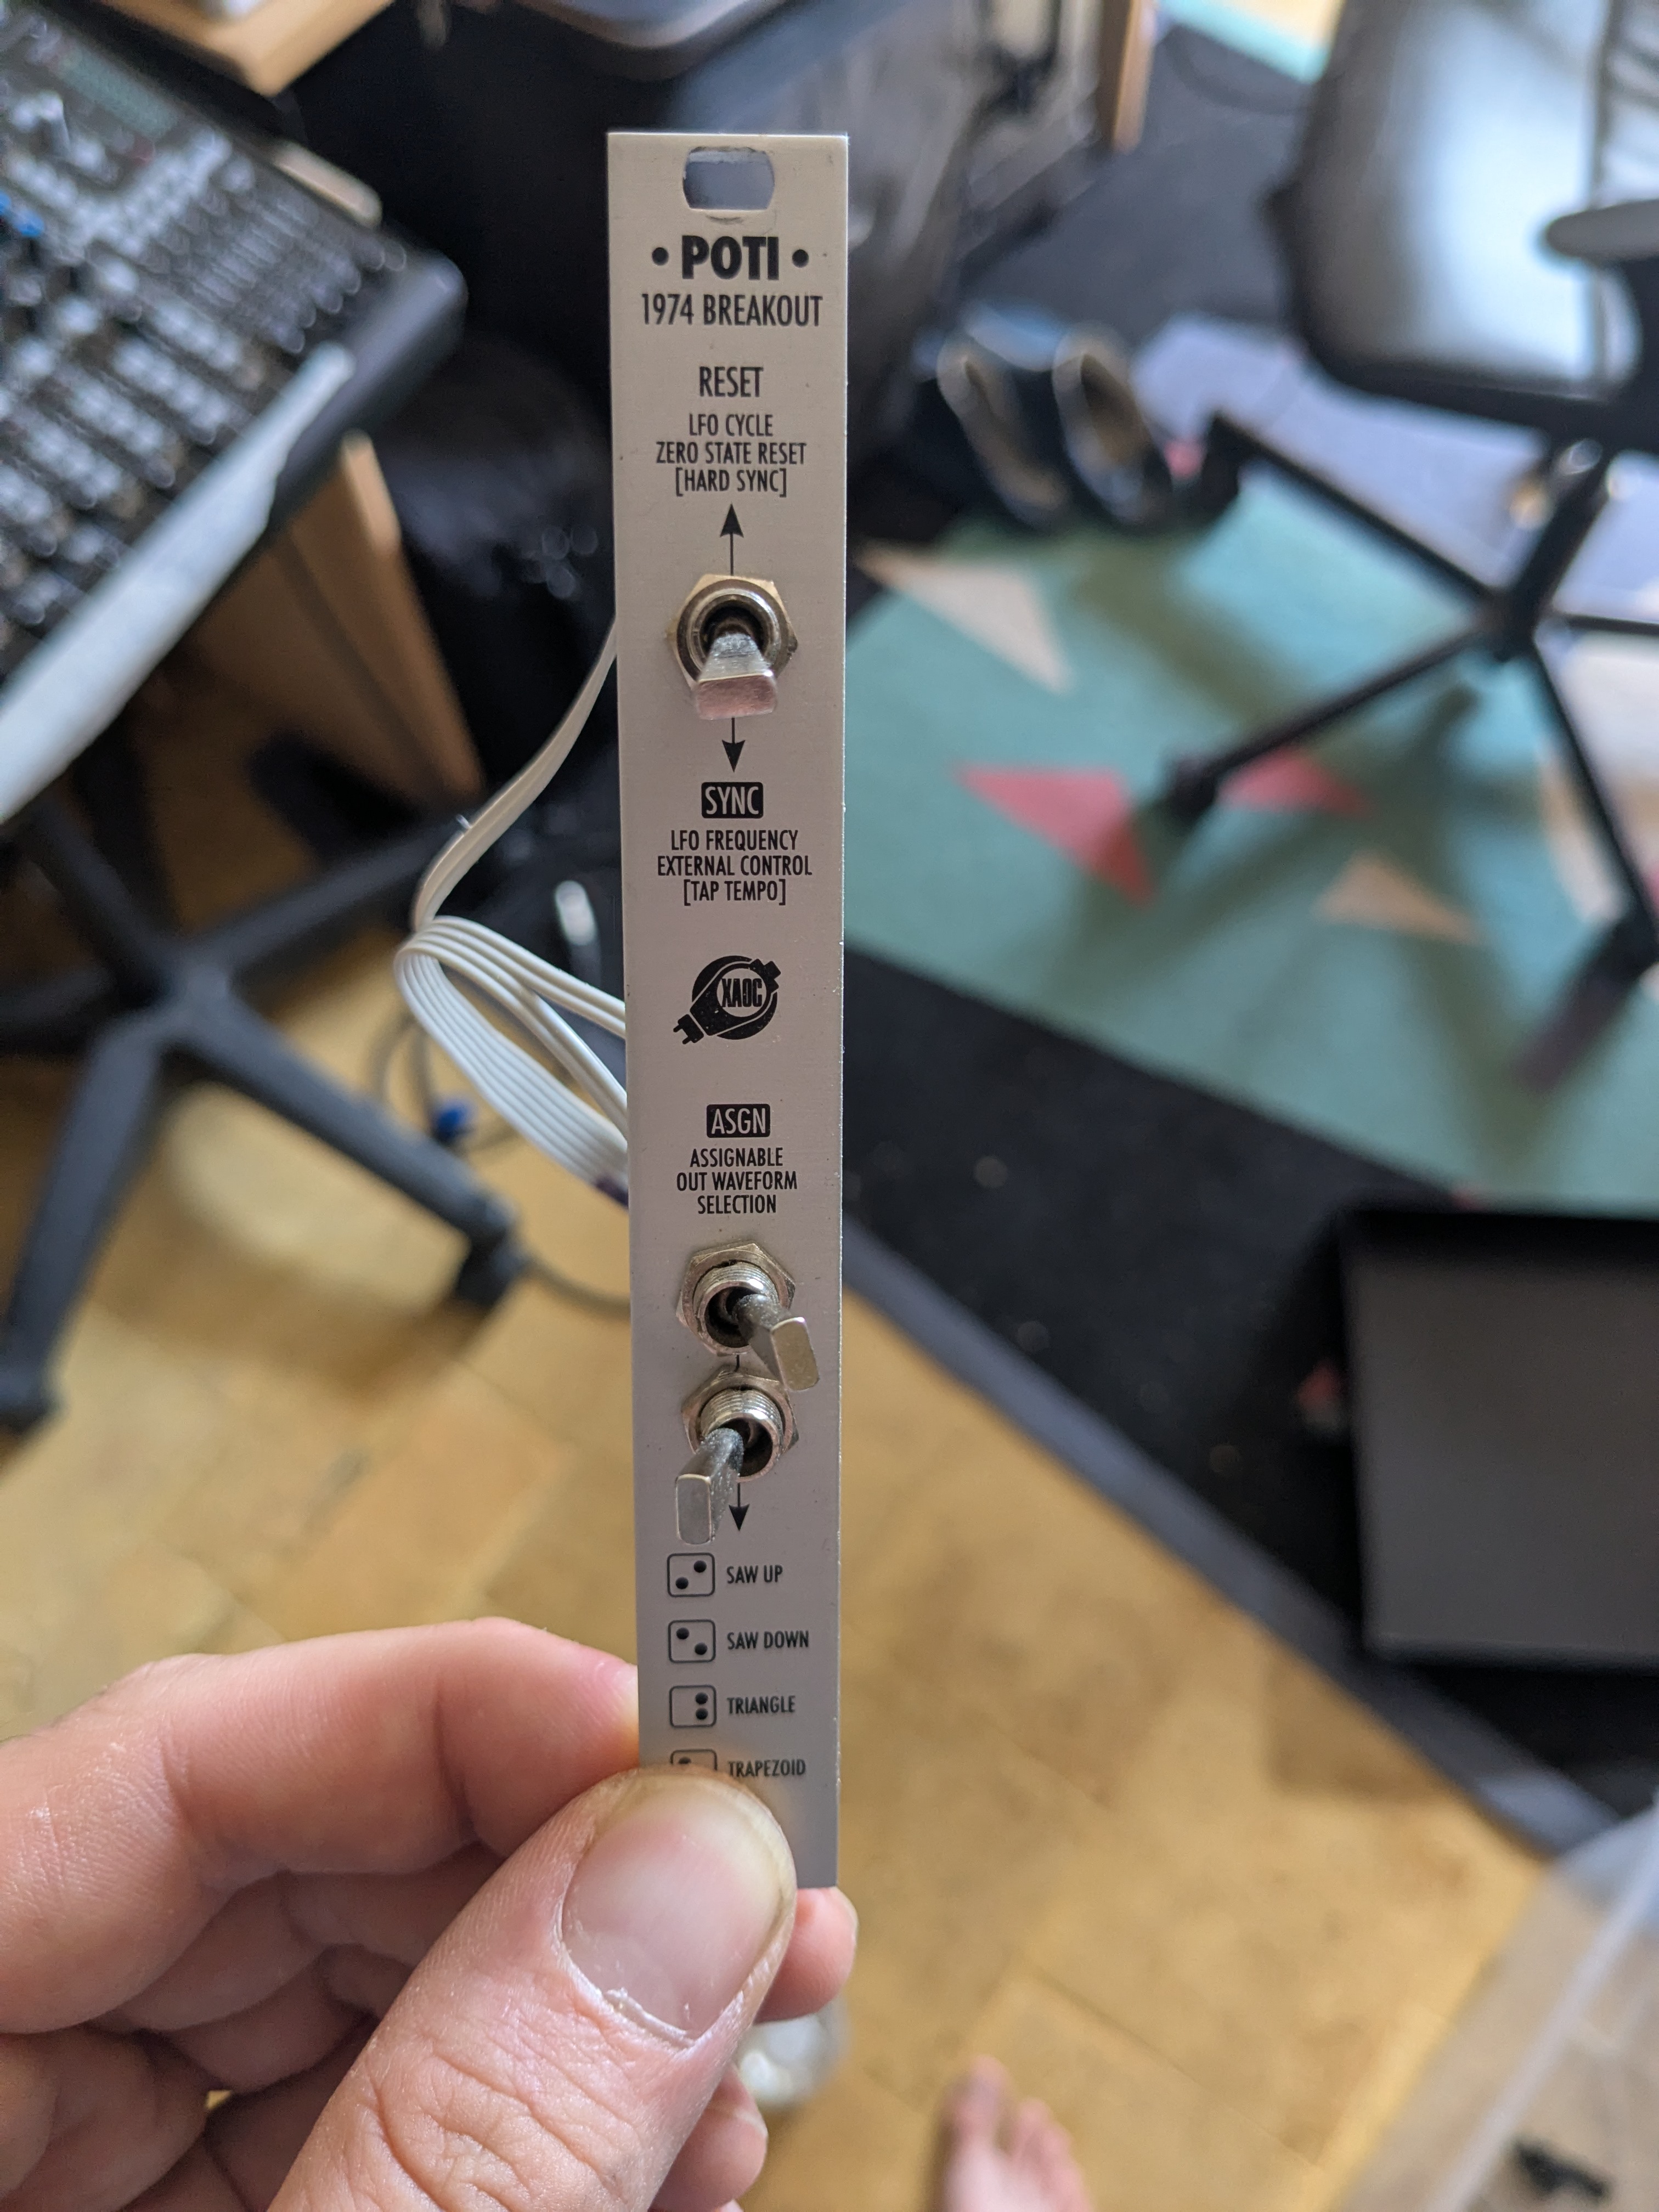 • POTI •
1974 BREAKOUT
RESET
LFO CYCLE
ZERO STATE RESET
[HARD SYNC]
SYNC
LFO FREQUENCY
EXTERNAL CONTROL
[TAP TEMPO]
XAOC
ASGN
ASSIGNABLE
OUT WAVEFORM
SELECTION
SAW UP
SAW DOWN
TRIANGLE
TRAPEZOID